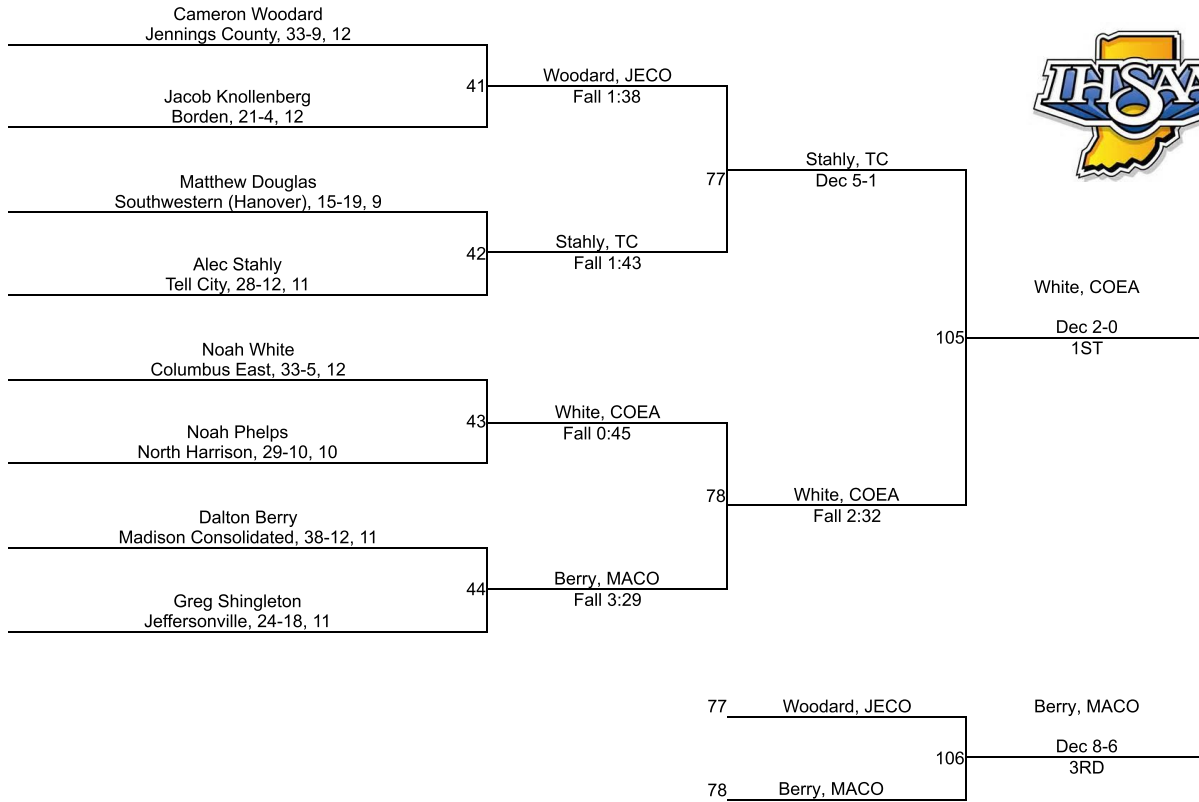 Cameron Woodard
Jennings County, 33-9, 12
41
Jacob Knollenberg
Borden, 21-4, 12
Woodard, JECO
Fall 1:38
Matthew Douglas
Southwestern (Hanover), 15-19, 9
42
Alec Stahly
Tell City, 28-12, 11
Stahly, TC
Fall 1:43
77
Stahly, TC
Dec 5-1
Noah White
Columbus East, 33-5, 12
43
Noah Phelps
North Harrison, 29-10, 10
White, COEA
Fall 0:45
Dalton Berry
Madison Consolidated, 38-12, 11
44
Greg Shingleton
Jeffersonville, 24-18, 11
Berry, MACO
Fall 3:29
78
White, COEA
Fall 2:32
105
White, COEA
Dec 2-0
1ST
IHSAA
77
Woodard, JECO
78
Berry, MACO
106
Berry, MACO
Dec 8-6
3RD